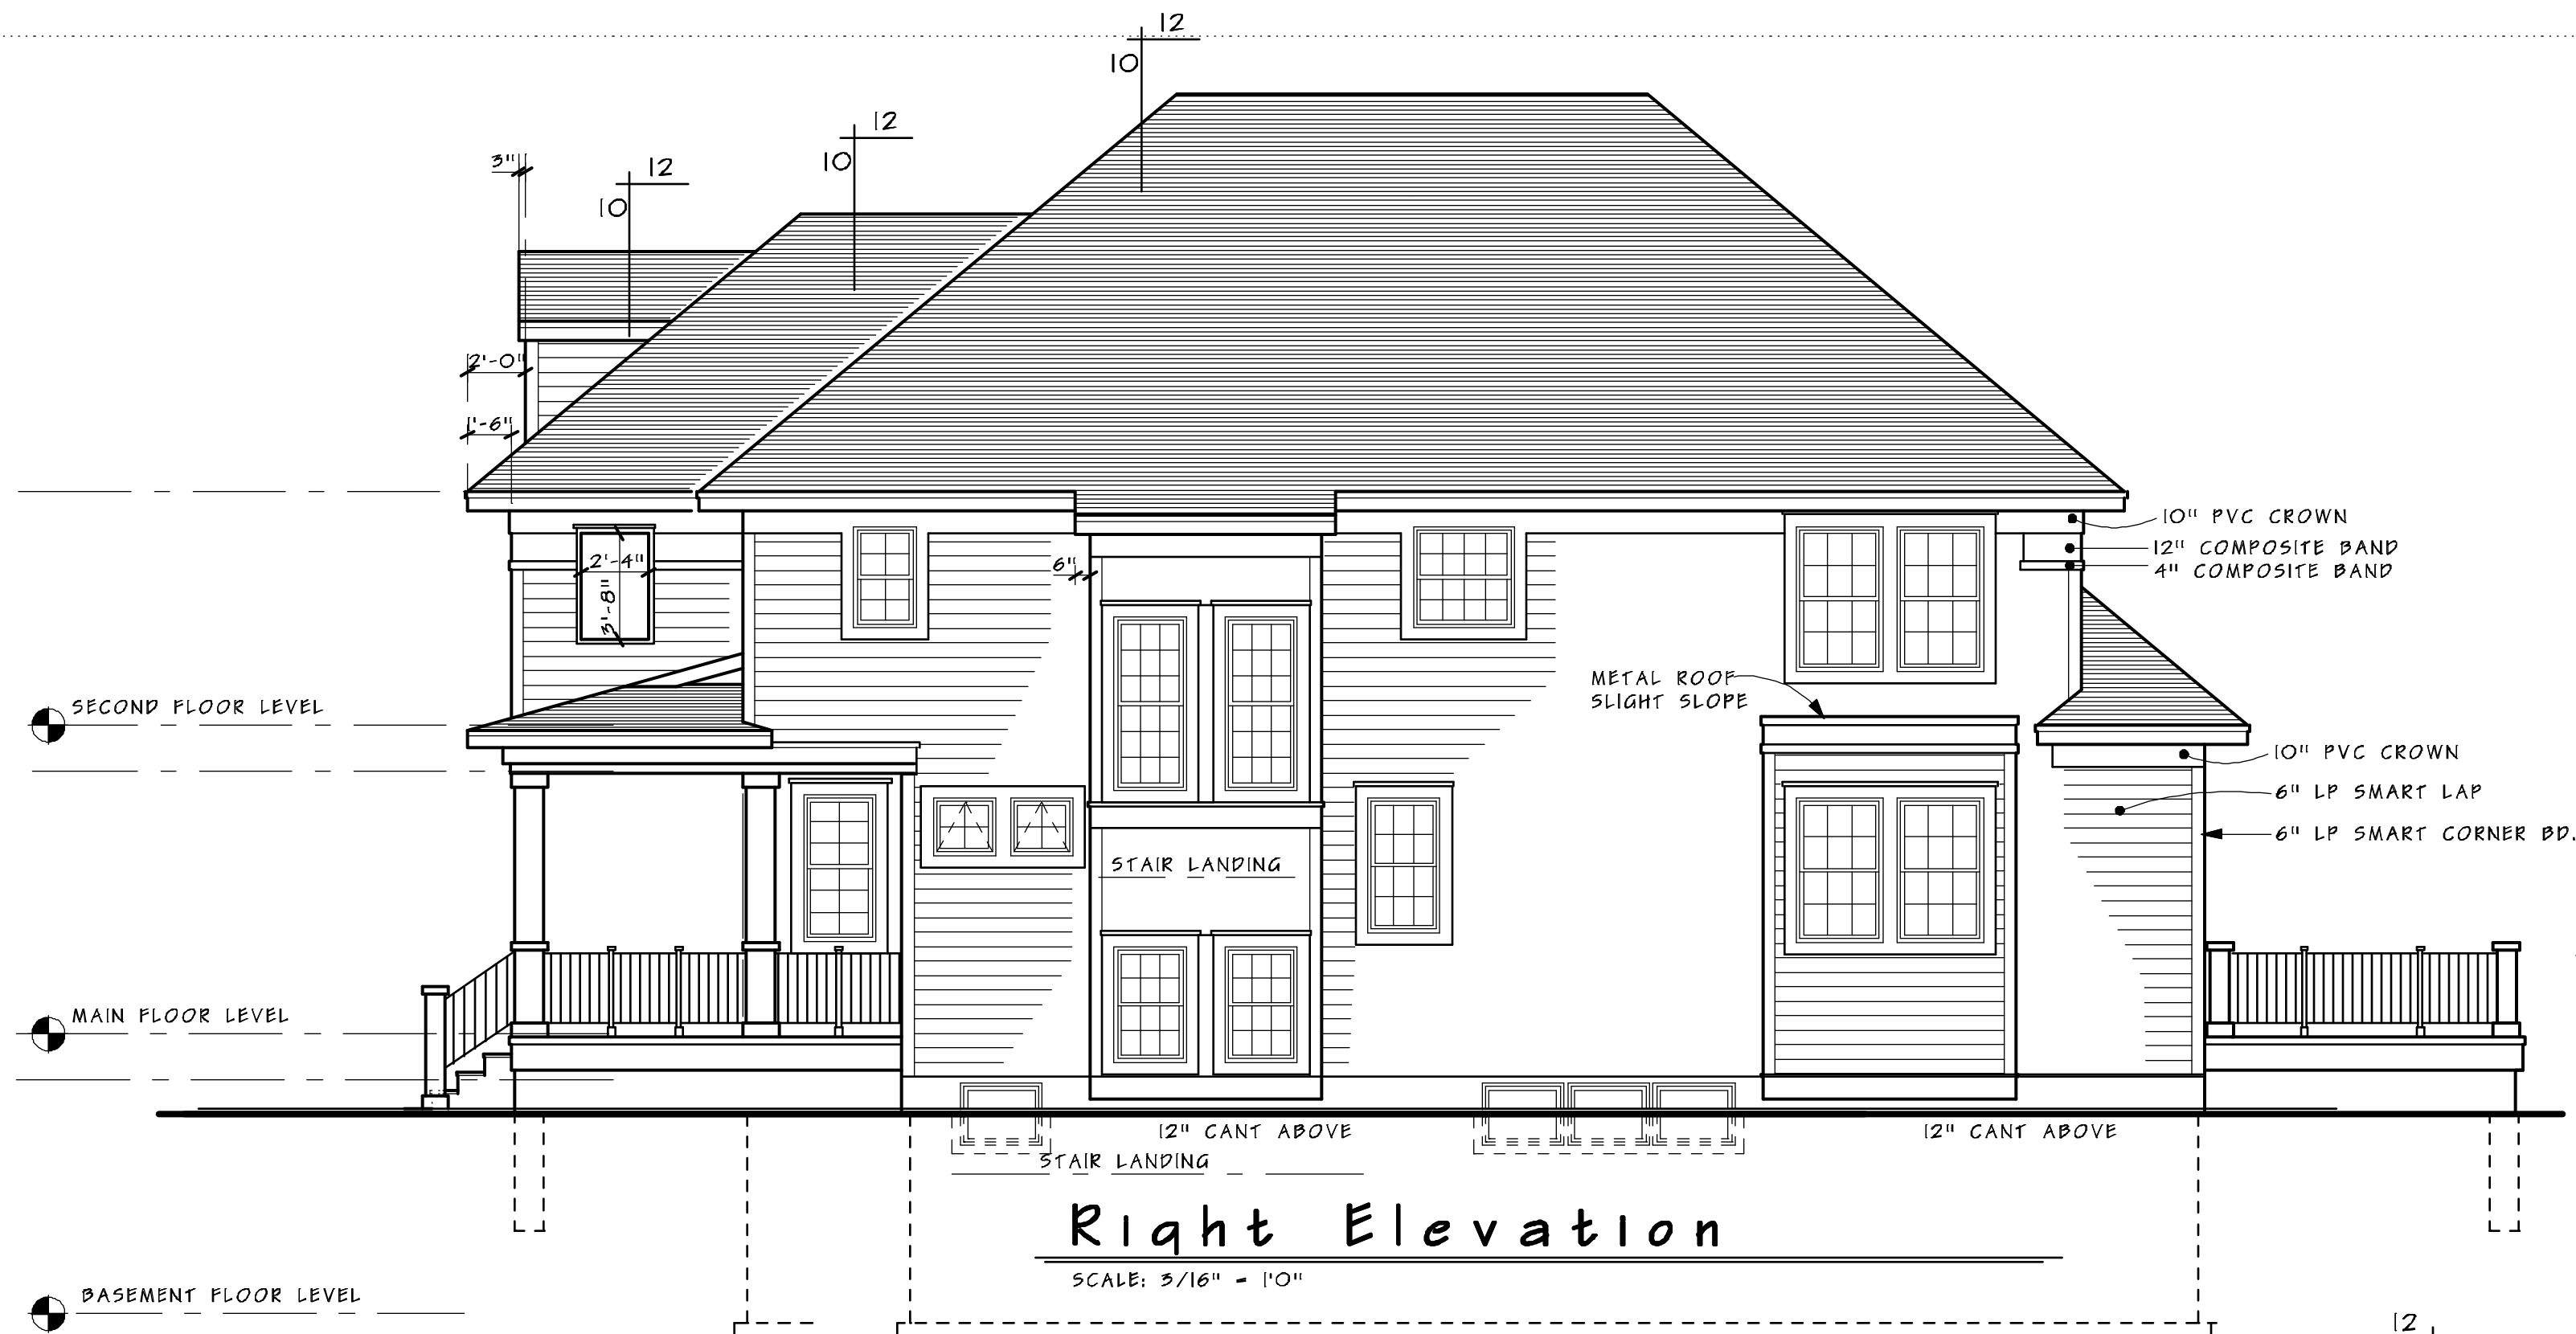 12
10
12
10
3"
12
10
2'-0"
1'-6"
10" PVC CROWN
12" COMPOSITE BAND
4" COMPOSITE BAND
2'-4"
3'-8"
6"
METAL ROOF
SLIGHT SLOPE
SECOND FLOOR LEVEL
10" PVC CROWN
6" LP SMART LAP
6" LP SMART CORNER BD.
STAIR LANDING
MAIN FLOOR LEVEL
12" CANT ABOVE
12" CANT ABOVE
STAIR LANDING
Right Elevation
SCALE: 3/16" = 1'0"
BASEMENT FLOOR LEVEL
12